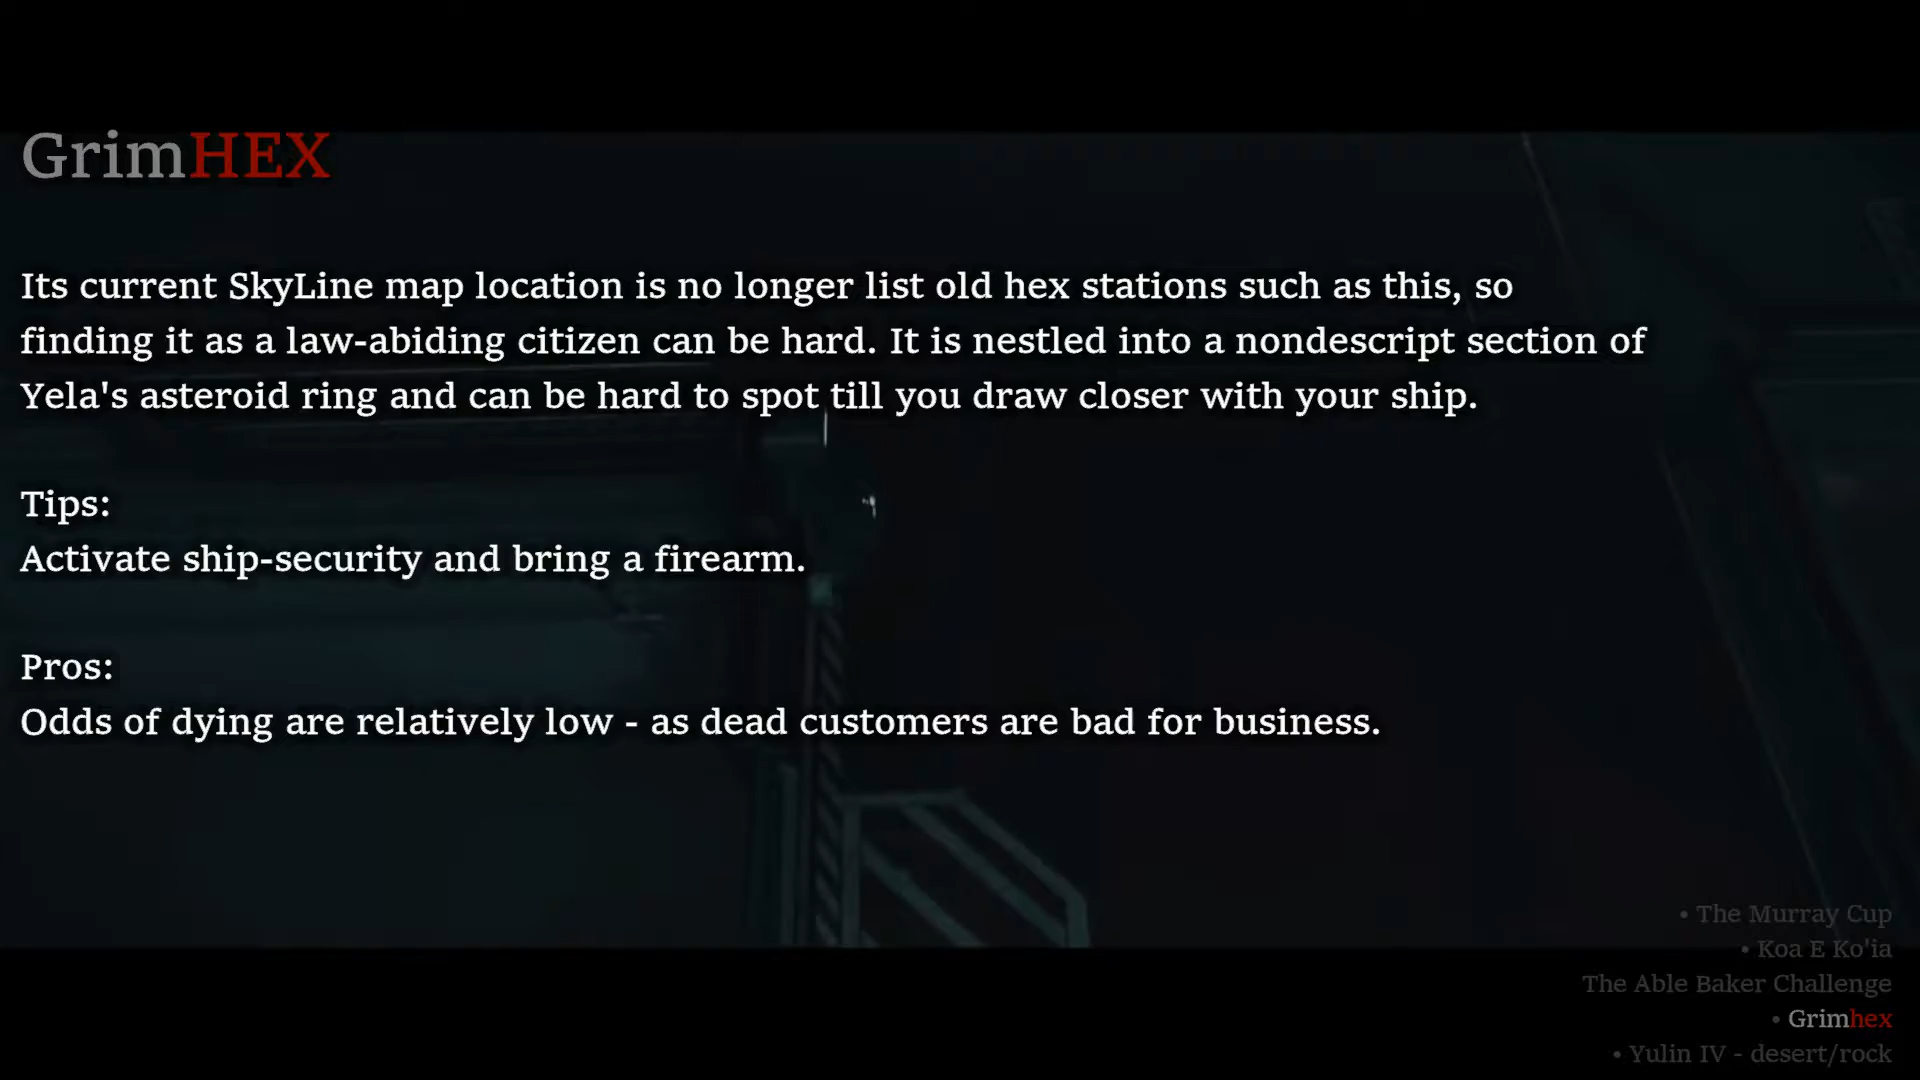 GrimHEX
Its current SkyLine map location is no longer list old hex stations such as this, so
finding it as a law-abiding citizen can be hard. It is nestled into a nondescript section of
Yela's asteroid ring and can be hard to spot till you draw closer with your ship.
Tips:
Activate ship-security and bring a firearm.
Pros:
Odds of dying are relatively low - as dead customers are bad for business.
• The Murray Cup
• Koa E Ko'ia
The Able Baker Challenge
• Grimhex
• Yulin IV - desert/rock